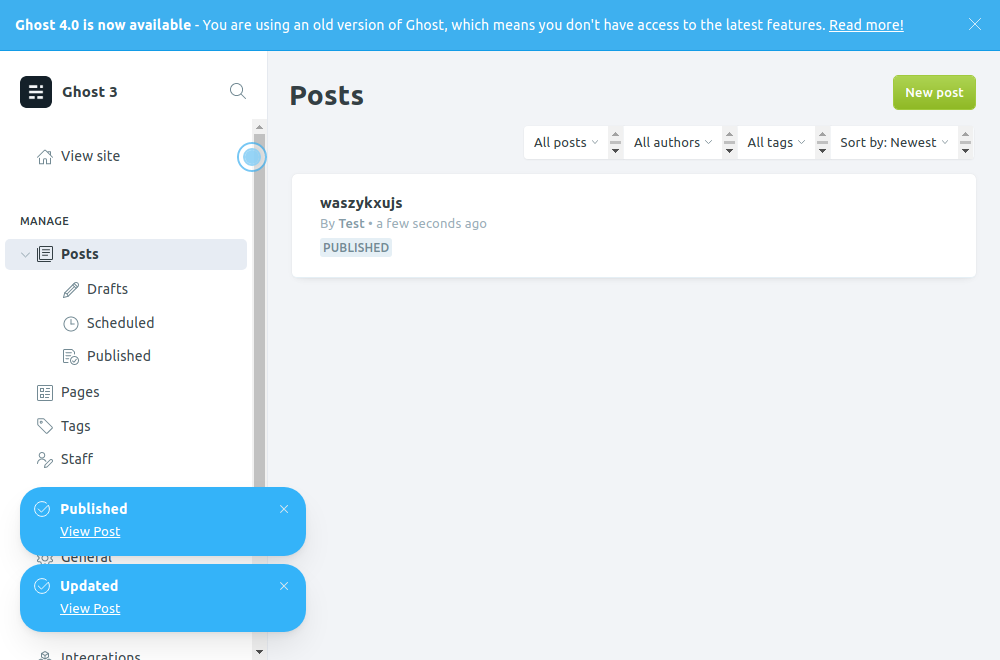 Ghost 4.0 is now available - You are using an old version of Ghost, which means you don't have access to the latest features. Read more!
Ghost 3
View site
MANAGE
Posts
Drafts
Scheduled
Published
Pages
Tags
Staff
Published
View Post
General
Updated
View Post
Integrations
Posts
New post
All posts
All authors
All tags
Sort by: Newest
waszykxujs
By Test • a few seconds ago
PUBLISHED